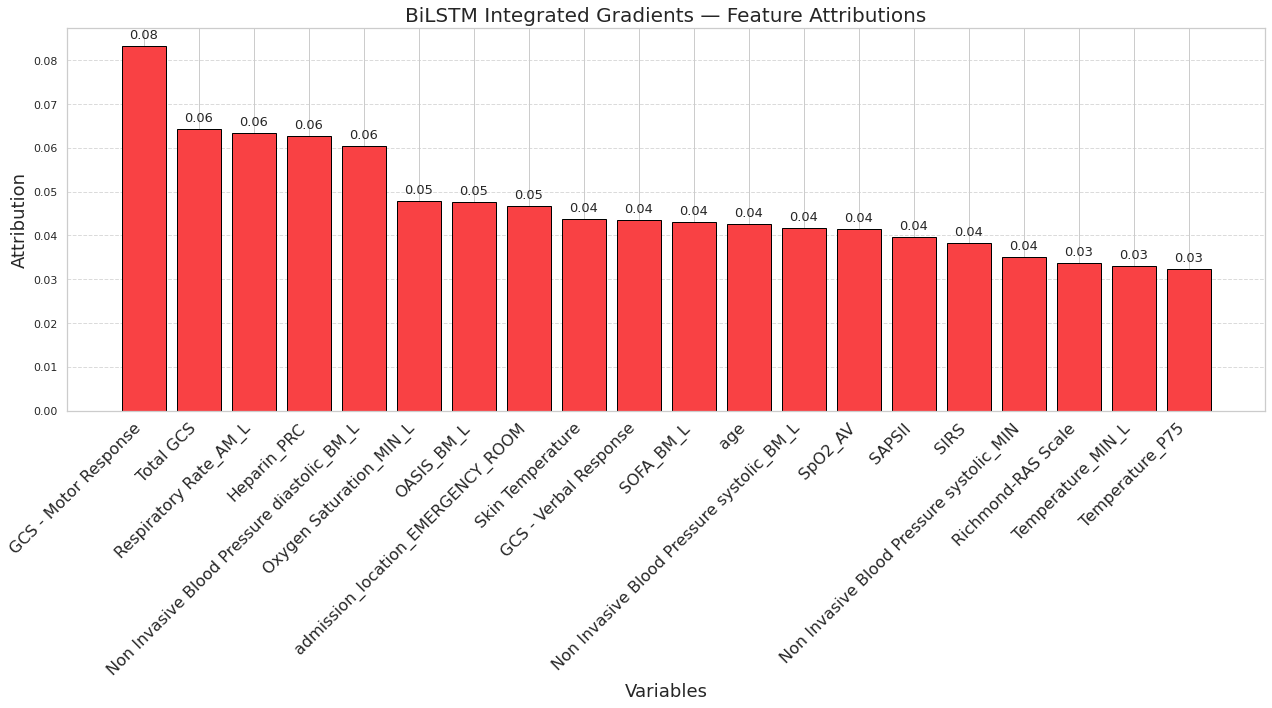 BiLSTM Integrated Gradients — Feature Attributions
Attribution
0.08
0.07
0.06
0.05
0.04
0.03
0.02
0.01
0.00
0.08
0.06
0.06
0.06
0.06
0.05
0.05
0.05
0.04
0.04
0.04
0.04
0.04
0.04
0.04
0.04
0.04
0.03
0.03
0.03
GCS - Motor Response
Total GCS
Respiratory Rate_AM_L
Heparin_PRC
Non Invasive Blood Pressure diastolic_BM_L
Oxygen Saturation_MIN_L
OASIS_BM_L
admission_location_EMERGENCY_ROOM
Skin Temperature
GCS - Verbal Response
SOFA_BM_L
age
Non Invasive Blood Pressure systolic_BM_L
SpO2_AV
SAPSII
SIRS
Non Invasive Blood Pressure systolic_MIN
Richmond-RAS Scale
Temperature_MIN_L
Temperature_P75
Variables